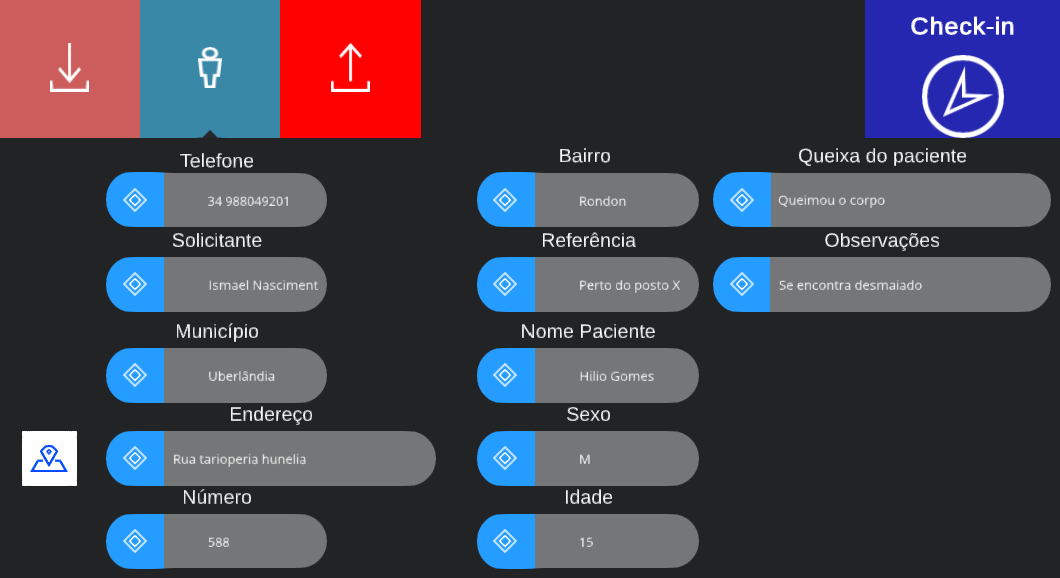 Check-in
Telefone
34 988049201
Solicitante
Ismael Nasciment
Município
Uberlândia
Endereço
Rua tarioperia hunelia
Número
588
Bairro
Rondon
Referência
Perto do posto X
Nome Paciente
Hilio Gomes
Sexo
M
Idade
15
Queixa do paciente
Queimou o corpo
Observações
Se encontra desmaiado